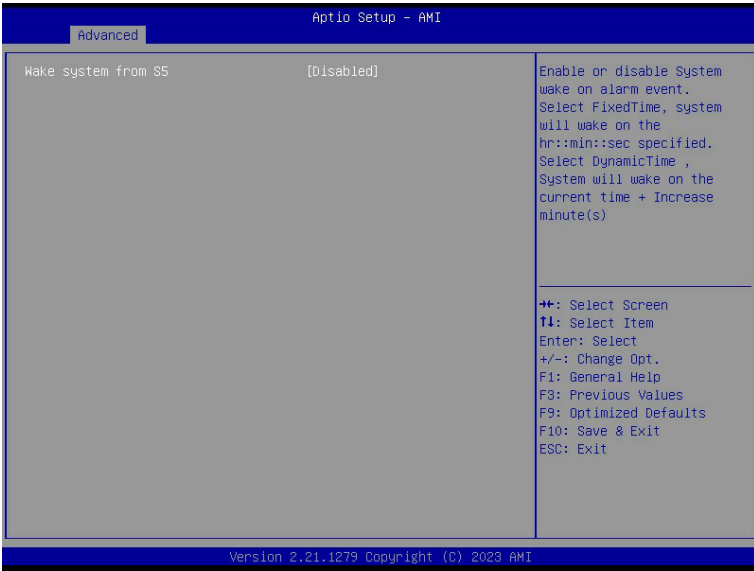 Aptio Setup – AMI
Advanced
Wake system from S5 [Disabled]
Enable or disable System
wake on alarm event.
Select FixedTime, system
will wake on the
hr::min::sec specified.
Select DynamicTime ,
System will wake on the
current time + Increase
minute(s)
→←: Select Screen
↑↓: Select Item
Enter: Select
+/-: Change Opt.
F1: General Help
F3: Previous Values
F9: Optimized Defaults
F10: Save & Exit
ESC: Exit
Version 2.21.1279 Copyright (C) 2023 AMI